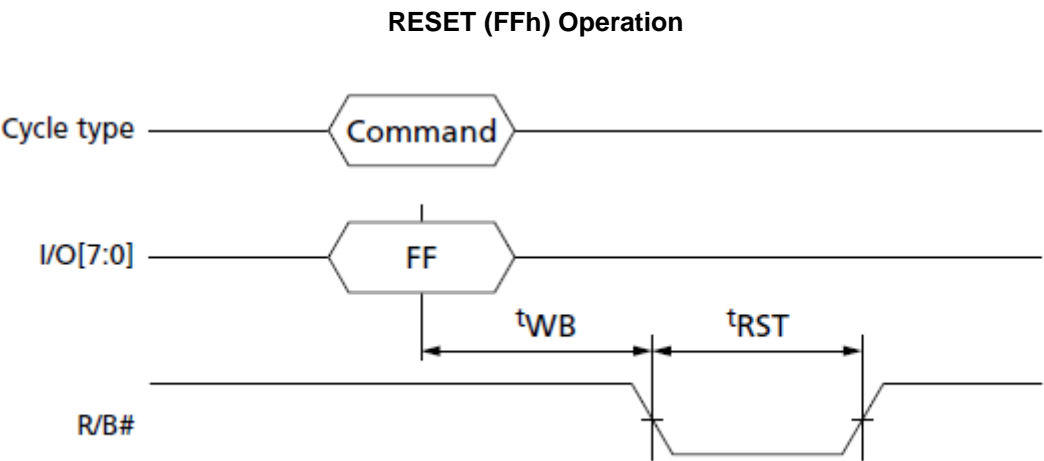 RESET (FFh) Operation
Cycle type
Command
I/O[7:0]
FF
tWB
tRST
R/B#